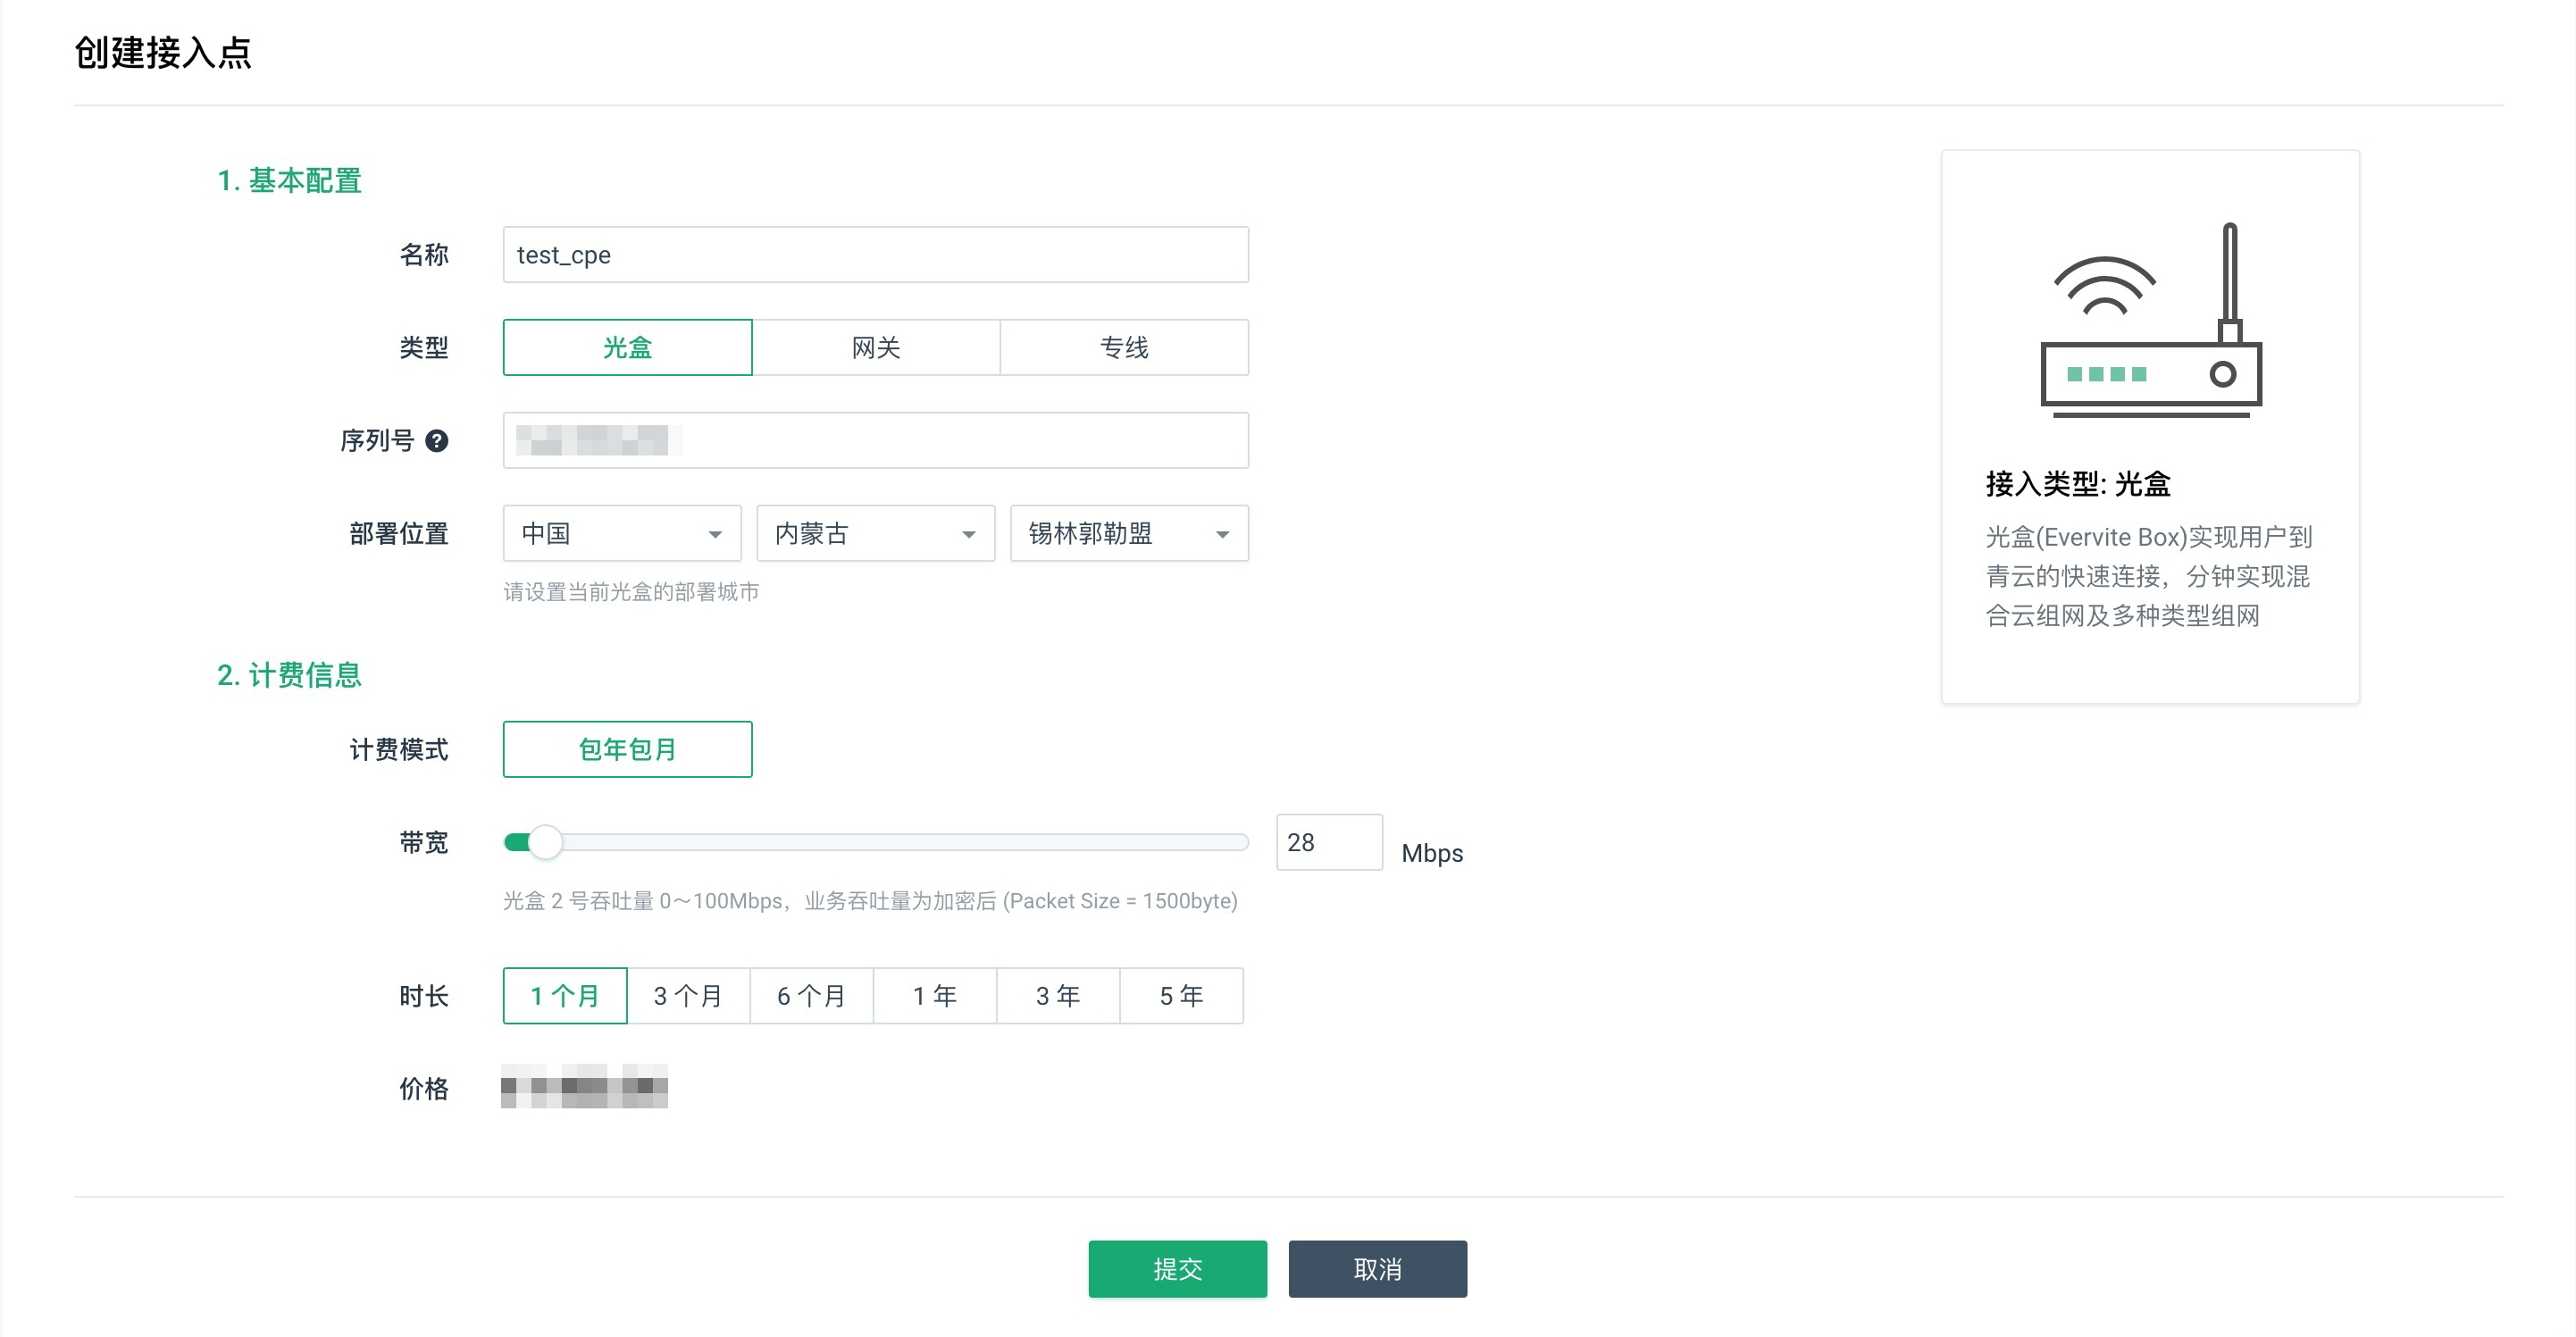 创建接入点
1. 基本配置
名称
test_cpe
类型
光盒
网关
专线
序列号
部署位置
中国
内蒙古
锡林郭勒盟
请设置当前光盒的部署城市
接入类型: 光盒
光盒(Evervite Box)实现用户到
青云的快速连接，分钟实现混
合云组网及多种类型组网
2. 计费信息
计费模式
包年包月
带宽
28
Mbps
光盒 2 号吞吐量 0～100Mbps，业务吞吐量为加密后 (Packet Size = 1500byte)
时长
1 个月
3 个月
6 个月
1 年
3 年
5 年
价格
提交
取消